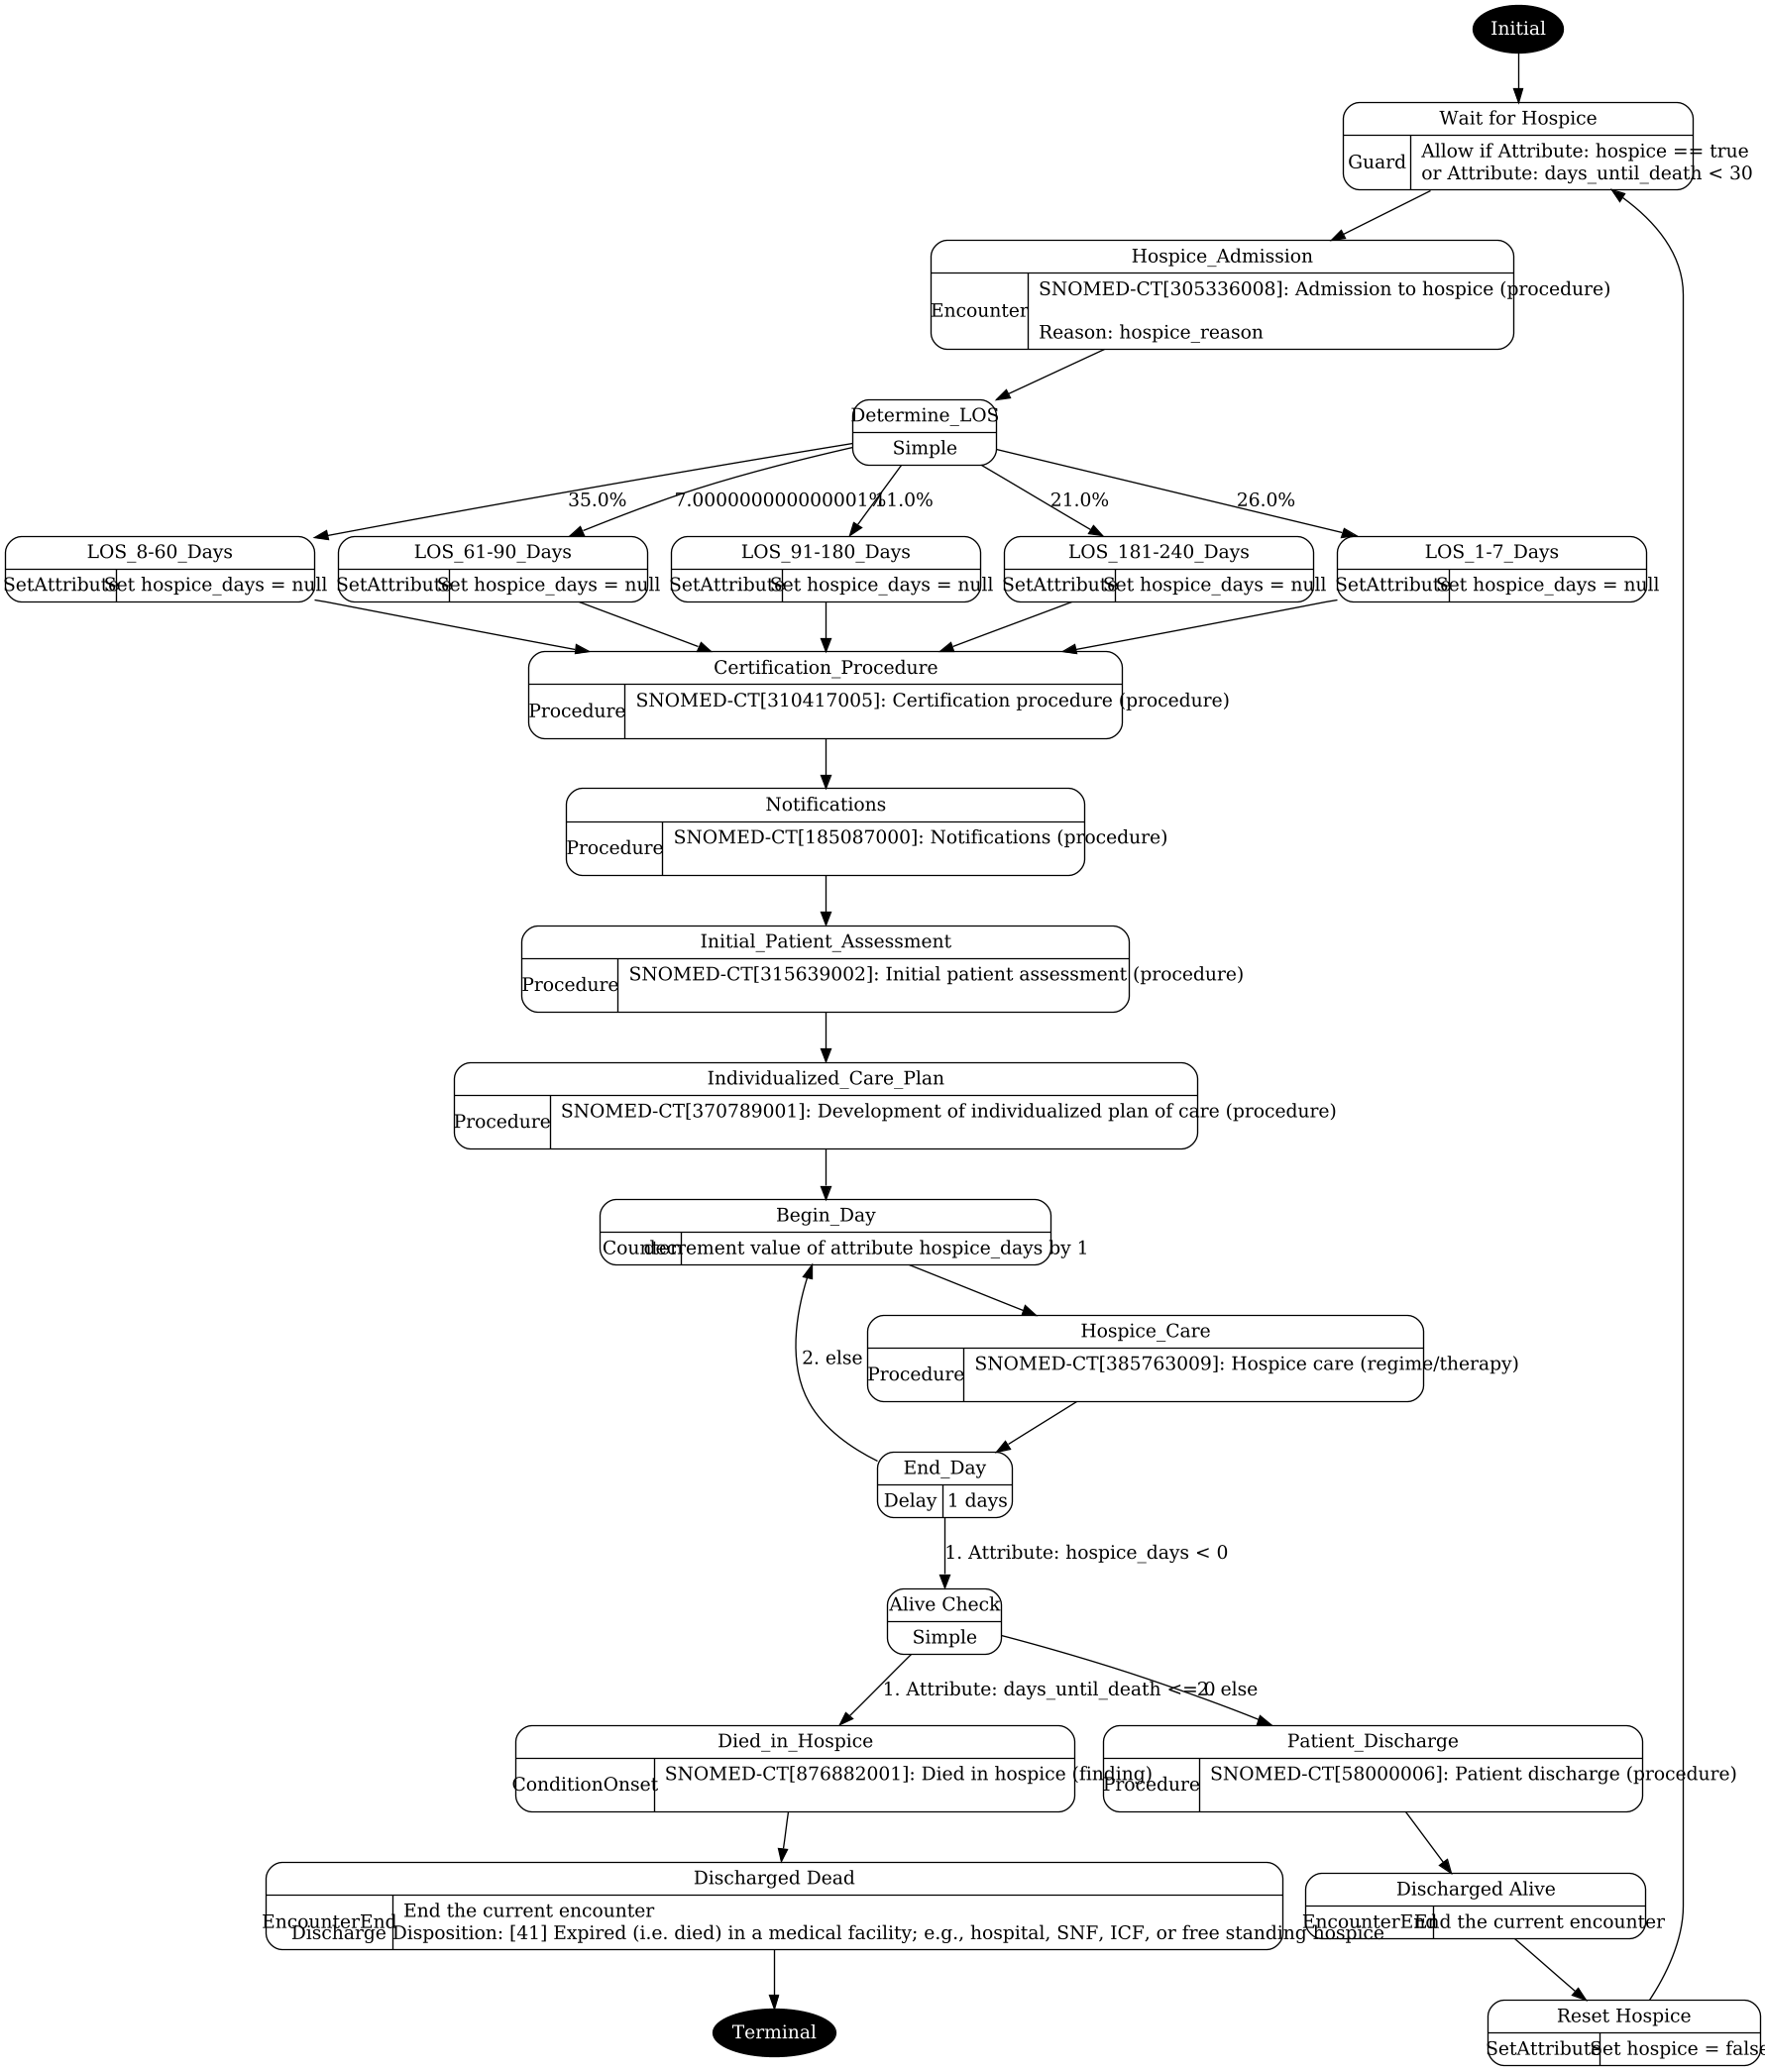 Initial
Wait for Hospice
Guard
Allow if Attribute: hospice == true
or Attribute: days_until_death < 30
Hospice_Admission
Encounter
SNOMED-CT[305336008]: Admission to hospice (procedure)
Reason: hospice_reason
Determine_LOS
Simple
35.0%
7.000000000000001%
11.0%
21.0%
26.0%
LOS_8-60_Days
SetAttribute
Set hospice_days = null
LOS_61-90_Days
SetAttribute
Set hospice_days = null
LOS_91-180_Days
SetAttribute
Set hospice_days = null
LOS_181-240_Days
SetAttribute
Set hospice_days = null
LOS_1-7_Days
SetAttribute
Set hospice_days = null
Certification_Procedure
Procedure
SNOMED-CT[310417005]: Certification procedure (procedure)
Notifications
Procedure
SNOMED-CT[185087000]: Notifications (procedure)
Initial_Patient_Assessment
Procedure
SNOMED-CT[315639002]: Initial patient assessment (procedure)
Individualized_Care_Plan
Procedure
SNOMED-CT[370789001]: Development of individualized plan of care (procedure)
Begin_Day
Counter
decrement value of attribute hospice_days by 1
Hospice_Care
Procedure
SNOMED-CT[385763009]: Hospice care (regime/therapy)
2. else
End_Day
Delay
1 days
1. Attribute: hospice_days < 0
Alive Check
Simple
1. Attribute: days_until_death <= 0
2. else
Died_in_Hospice
ConditionOnset
SNOMED-CT[876882001]: Died in hospice (finding)
Patient_Discharge
Procedure
SNOMED-CT[58000006]: Patient discharge (procedure)
Discharged Dead
EncounterEnd
End the current encounter
Discharge Disposition: [41] Expired (i.e. died) in a medical facility; e.g., hospital, SNF, ICF, or free standing hospice
Discharged Alive
EncounterEnd
End the current encounter
Terminal
Reset Hospice
SetAttribute
Set hospice = false